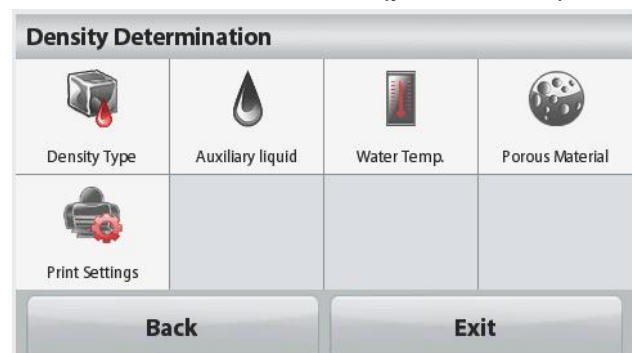 Density Determination
Density Type
Auxiliary liquid
Water Temp.
Porous Material
Print Settings
Back
Exit